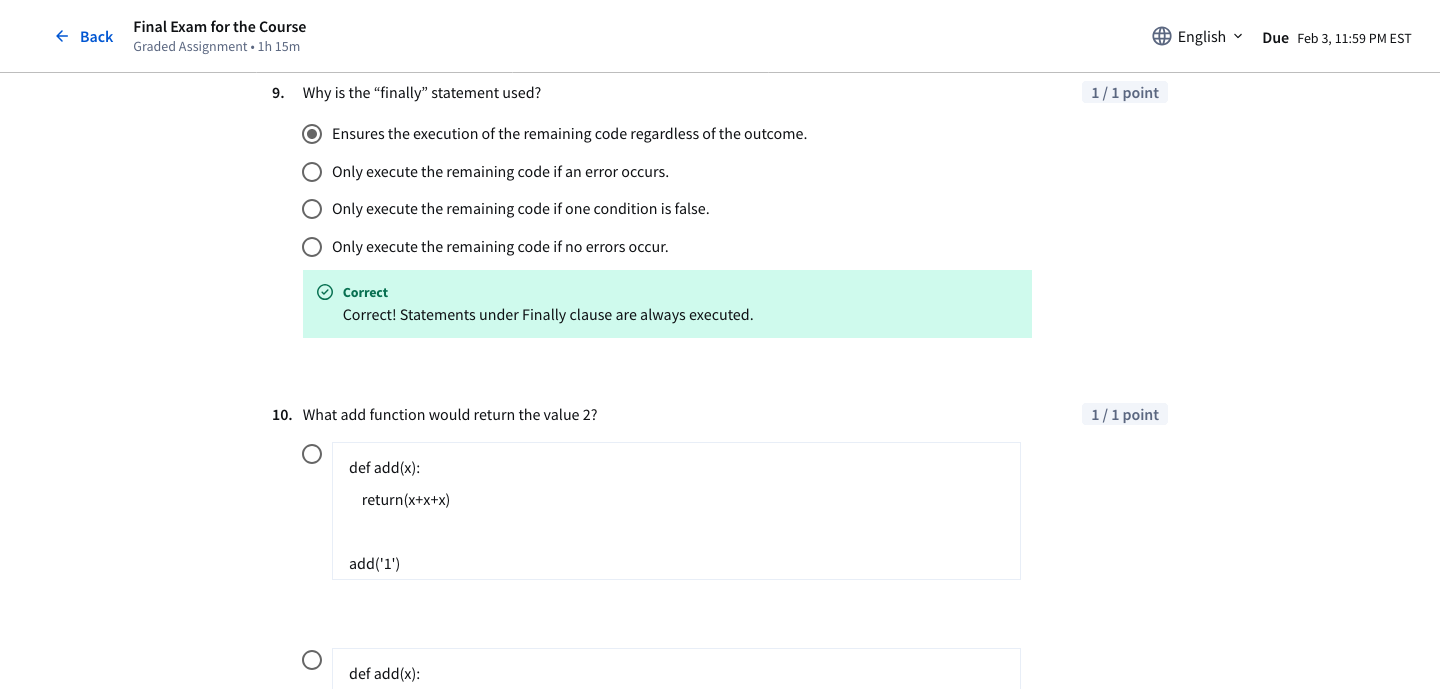 Back
Final Exam for the Course
Graded Assignment • 1h 15m
English
Due Feb 3, 11:59 PM EST
9. Why is the “finally” statement used?
1 / 1 point
Ensures the execution of the remaining code regardless of the outcome.
Only execute the remaining code if an error occurs.
Only execute the remaining code if one condition is false.
Only execute the remaining code if no errors occur.
Correct
Correct! Statements under Finally clause are always executed.
10. What add function would return the value 2?
1 / 1 point
def add(x):
return(x+x+x)
add('1')
def add(x):